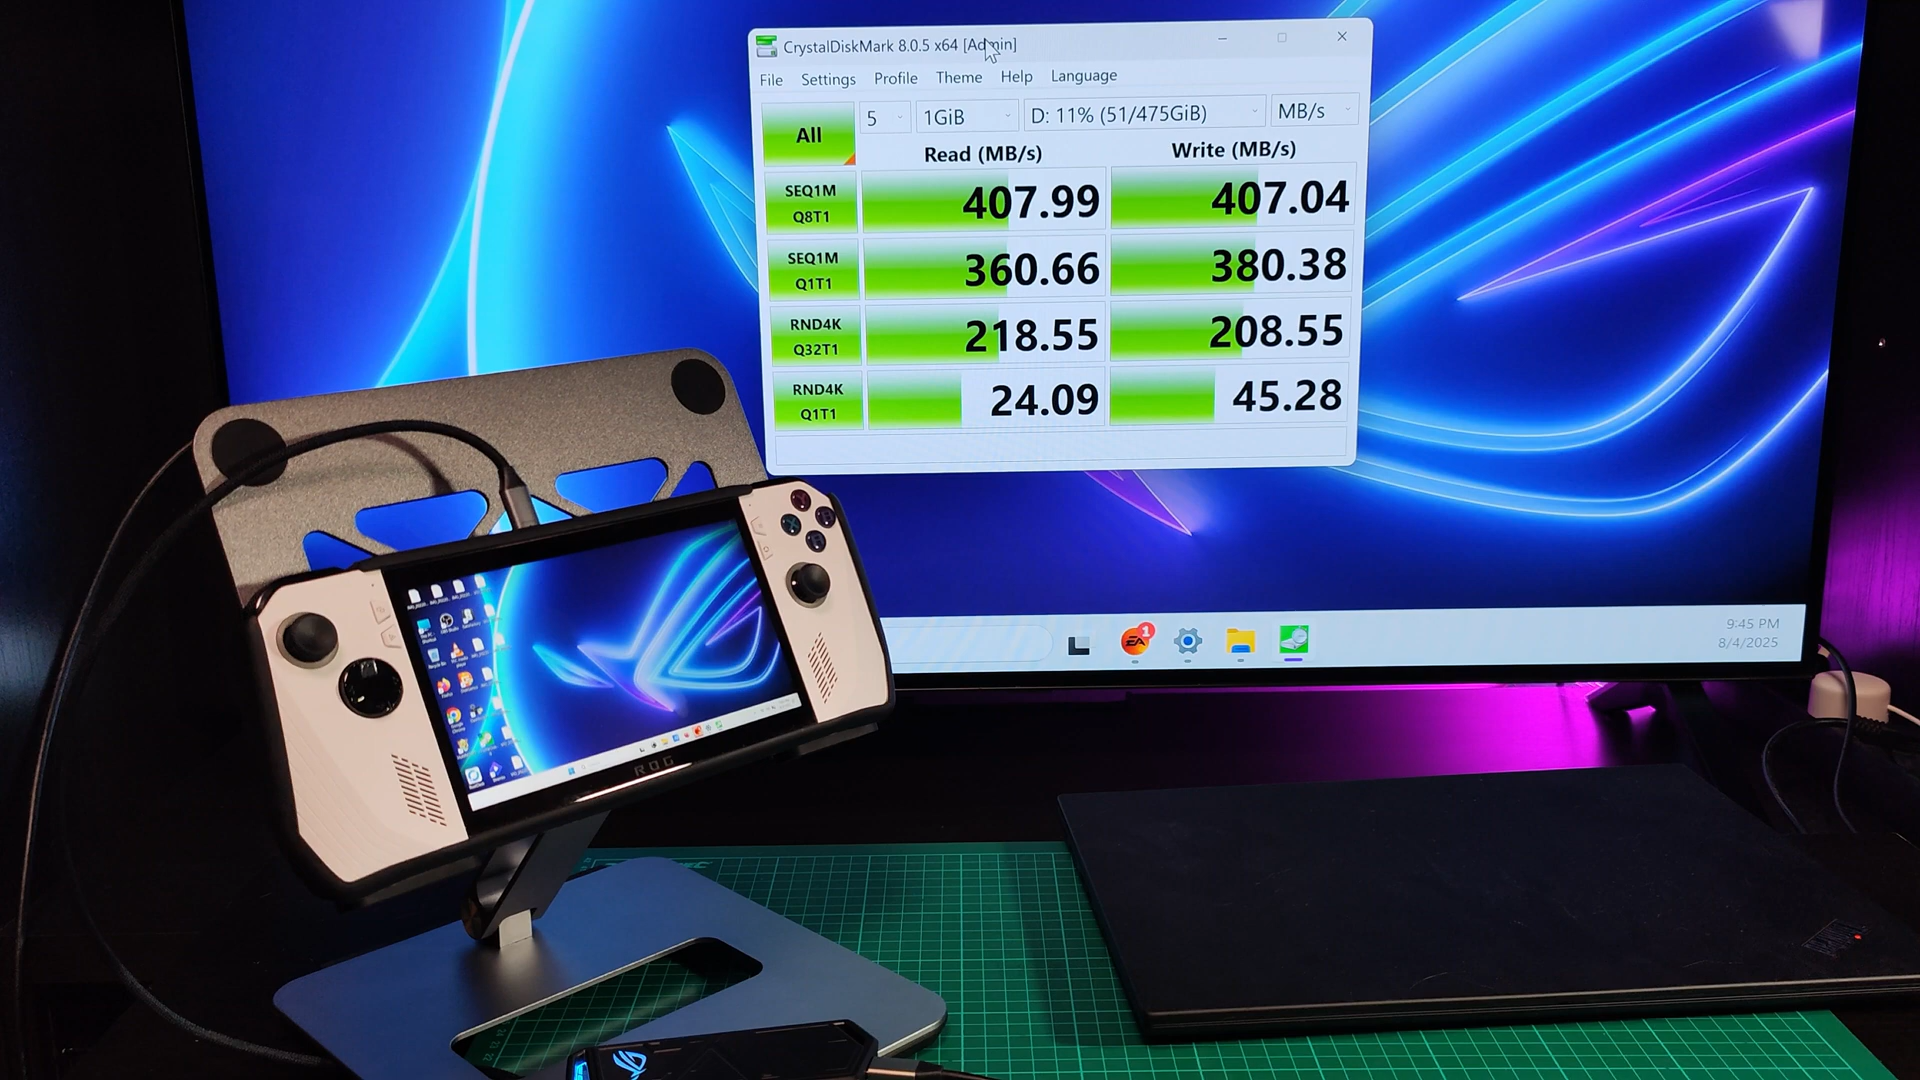 CrystalDiskMark 8.0.5 x64 [Admin]
File Settings Profile Theme Help Language
All 5 1GiB D: 11% (51/475GiB) MB/s
Read (MB/s) Write (MB/s)
SEQ1M
Q8T1
407.99 407.04
SEQ1M
Q1T1
360.66 380.38
RND4K
Q32T1
218.55 208.55
RND4K
Q1T1
24.09 45.28
EA
1
9:45 PM
8/4/2025
ROG